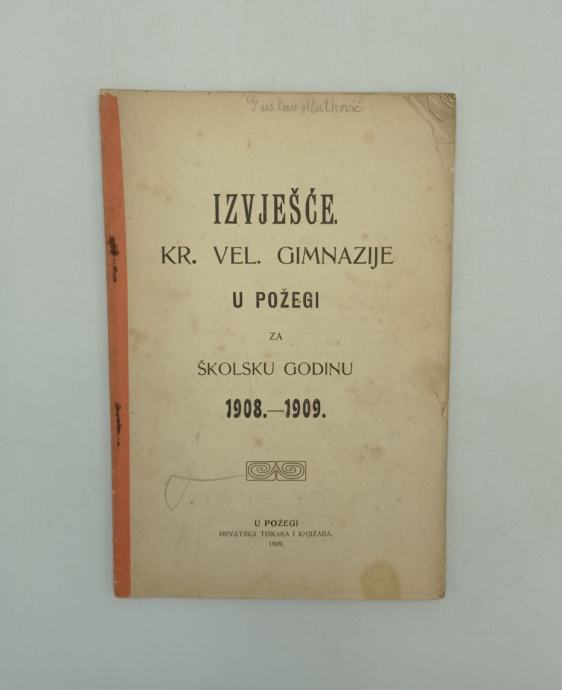 Gustav Matković
IZVJEŠĆE
KR. VEL. GIMNAZIJE
U POŽEGI
ZA
ŠKOLSKU GODINU
1908.—1909.
U POŽEGI
HRVATSKA TISKARA I KNJIŽARA.
1909.